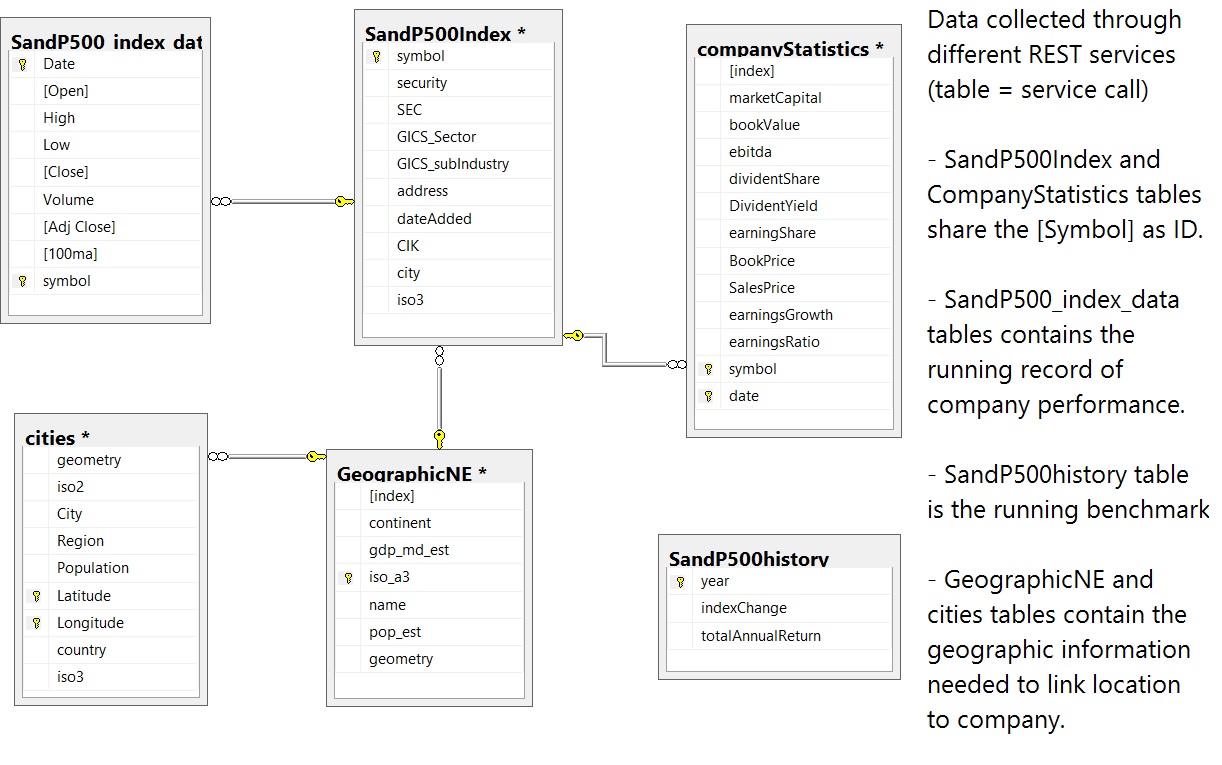 SandP500_index_dat
Date
[Open]
High
Low
[Close]
Volume
[Adj Close]
[100ma]
symbol
SandP500Index *
symbol
security
SEC
GICS_Sector
GICS_subIndustry
address
dateAdded
CIK
city
iso3
companyStatistics *
[index]
marketCapital
bookValue
ebitda
dividentShare
DividentYield
earningShare
BookPrice
SalesPrice
earningsGrowth
earningsRatio
symbol
date
cities *
geometry
iso2
City
Region
Population
Latitude
Longitude
country
iso3
GeographicNE *
[index]
continent
gdp_md_est
iso_a3
name
pop_est
geometry
SandP500history
year
indexChange
totalAnnualReturn
Data collected through
different REST services
(table = service call)
- SandP500Index and
CompanyStatistics tables
share the [Symbol] as ID.
- SandP500_index_data
tables contains the
running record of
company performance.
- SandP500history table
is the running benchmark
- GeographicNE and
cities tables contain the
geographic information
needed to link location
to company.